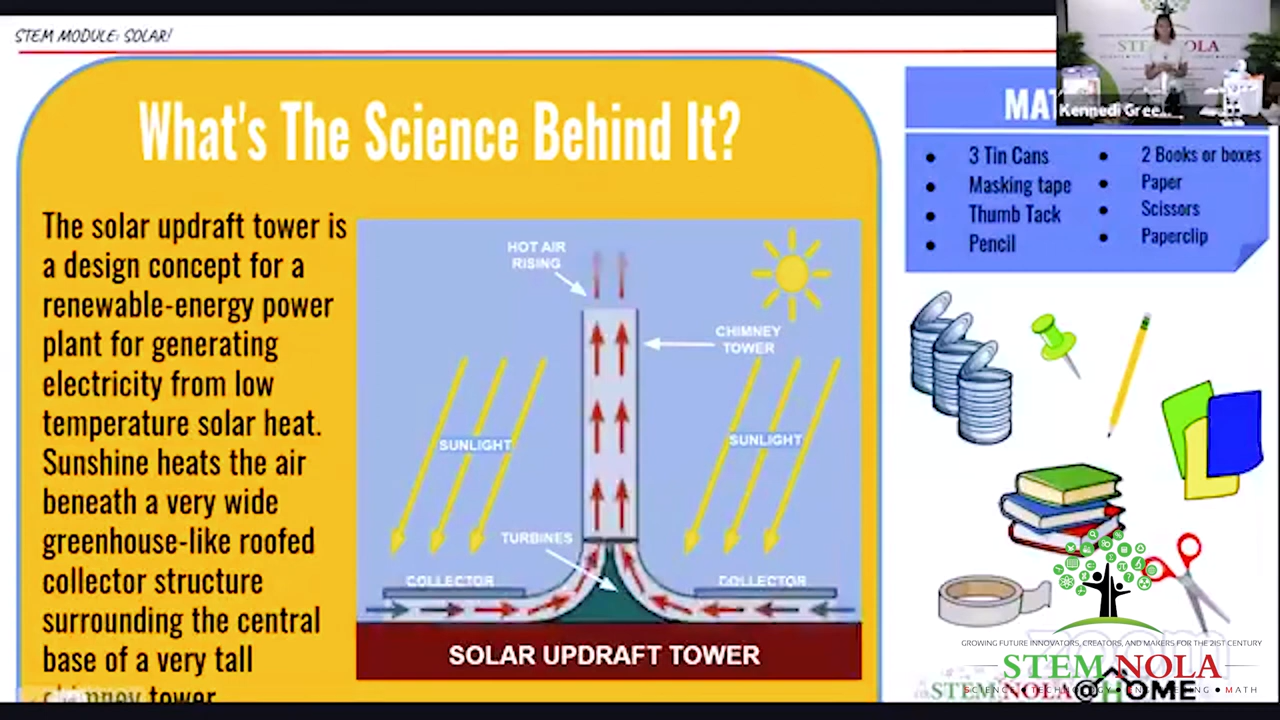 STEM MODULE: SOLAR!
What's The Science Behind It?
The solar updraft tower is
a design concept for a
renewable-energy power
plant for generating
electricity from low
temperature solar heat.
Sunshine heats the air
beneath a very wide
greenhouse-like roofed
collector structure
surrounding the central
base of a very tall
chimney tower
HOT AIR
RISING
CHIMNEY
TOWER
SUNLIGHT
SUNLIGHT
TURBINES
COLLECTOR
COLLECTOR
SOLAR UPDRAFT TOWER
STEM NOLA
Kennedi Gree...
3 Tin Cans
Masking tape
Thumb Tack
Pencil
2 Books or boxes
Paper
Scissors
Paperclip
zoom
GROWING FUTURE INNOVATORS, CREATORS, AND MAKERS FOR THE 21ST CENTURY
STEM NOLA
SCIENCE • TECHNOLOGY • ENGINEERING • MATH
STEM NOLA@HOME